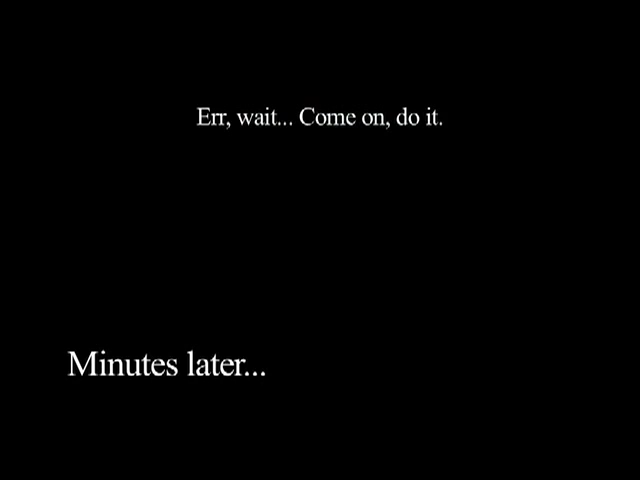 Err, wait... Come on, do it.
Minutes later...